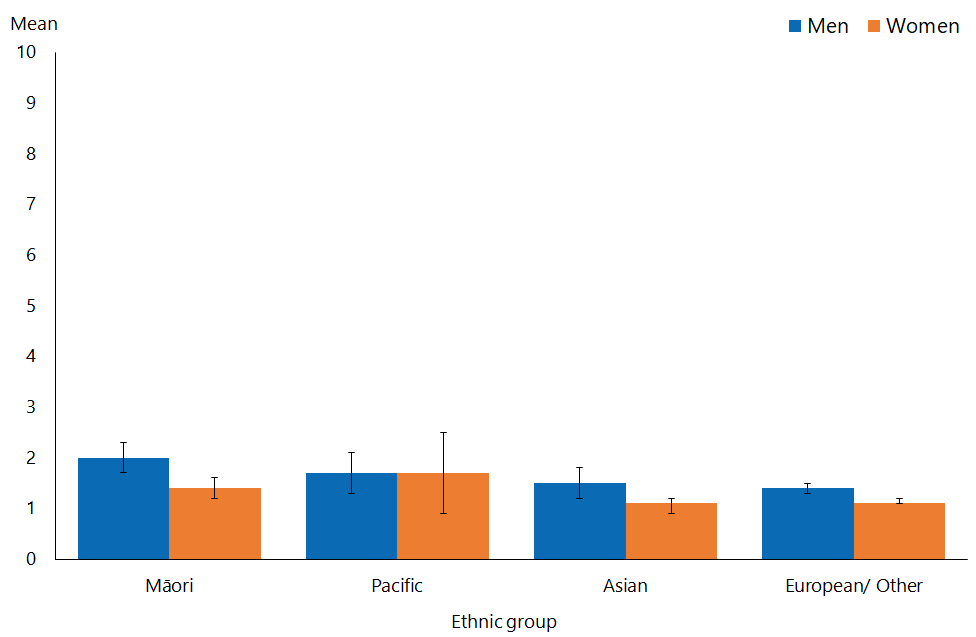 Mean
Men
Women
10
9
8
7
6
5
4
3
2
1
0
Māori
Pacific
Asian
European/ Other
Ethnic group